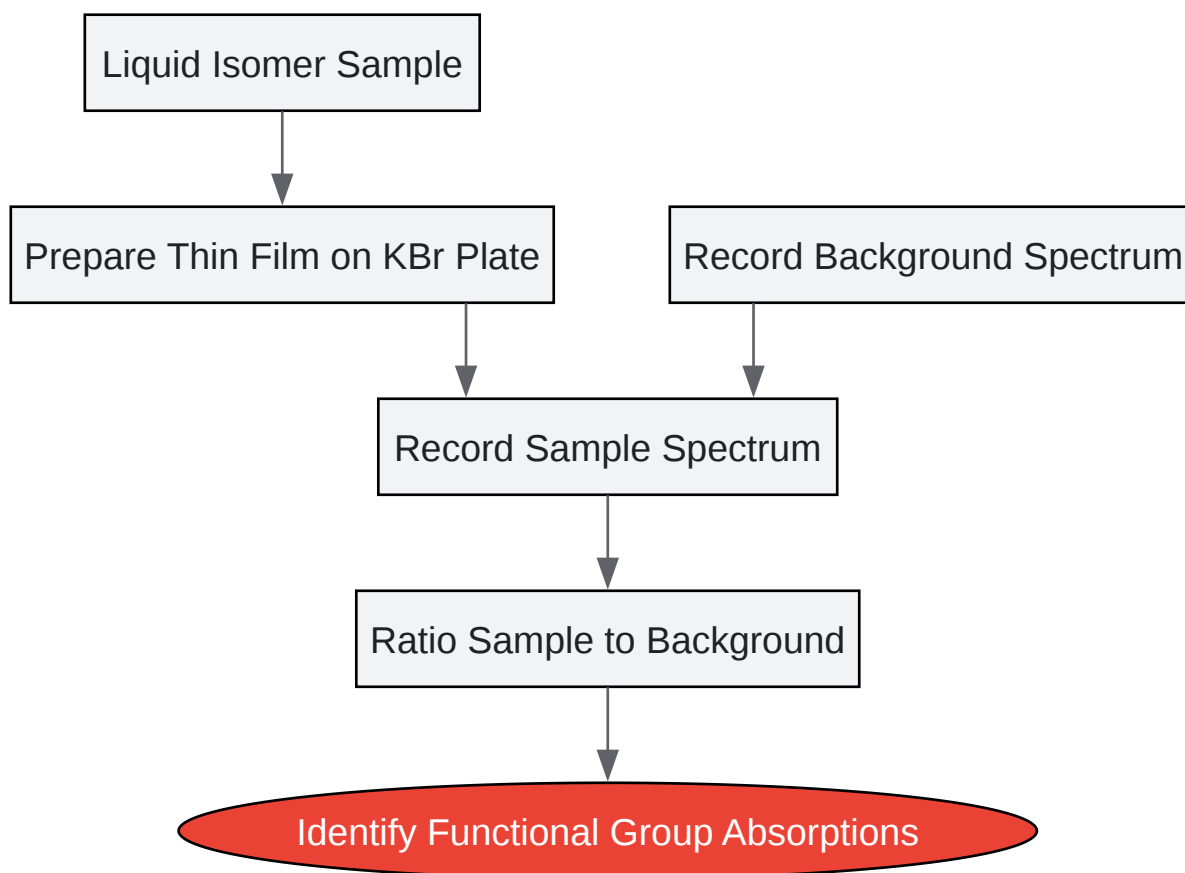 Liquid Isomer Sample
Prepare Thin Film on KBr Plate
Record Background Spectrum
Record Sample Spectrum
Ratio Sample to Background
Identify Functional Group Absorptions